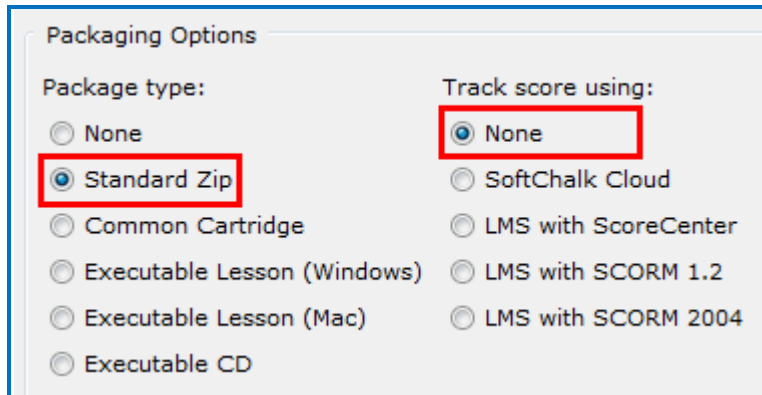 Packaging Options
Package type:
None
Standard Zip
Common Cartridge
Executable Lesson (Windows)
Executable Lesson (Mac)
Executable CD
Track score using:
None
SoftChalk Cloud
LMS with ScoreCenter
LMS with SCORM 1.2
LMS with SCORM 2004